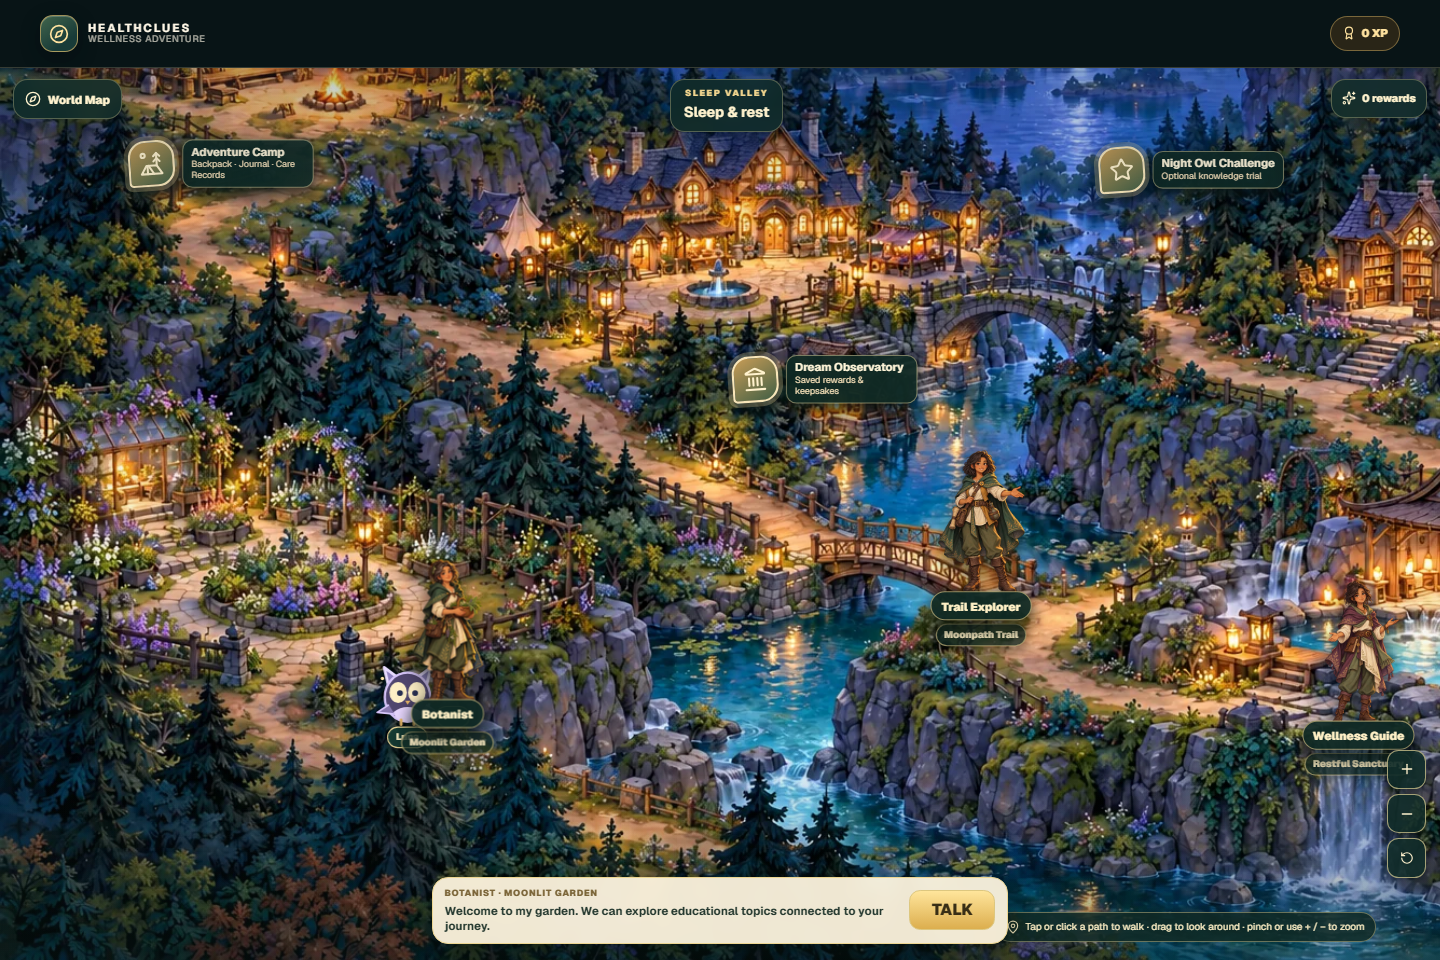 HEALTHCLUES
WELLNESS ADVENTURE
0 XP
World Map
SLEEP VALLEY
Sleep & rest
0 rewards
Adventure Camp
Backpack · Journal · Care
Records
Night Owl Challenge
Optional knowledge trial
Dream Observatory
Saved rewards &
keepsakes
Trail Explorer
Moonpath Trail
Botanist
Moonlit Garden
Wellness Guide
Restful
BOTANIST · MOONLIT GARDEN
Welcome to my garden. We can explore educational topics connected to your
journey.
TALK
Tap or click a path to walk · drag to look around · pinch or use + / − to zoom